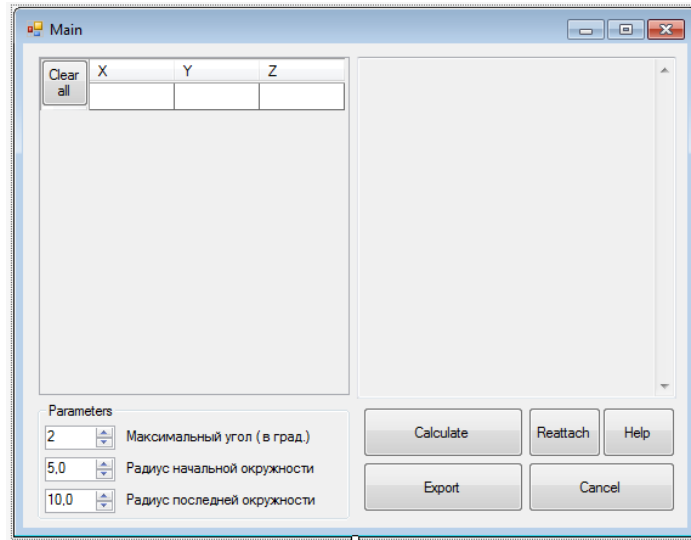 Main
Clear
all
X Y Z
Parameters
2 Максимальный угол ( в град.)
5,0 Радиус начальной окружности
10,0 Радиус последней окружности
Calculate Reattach Help
Export Cancel